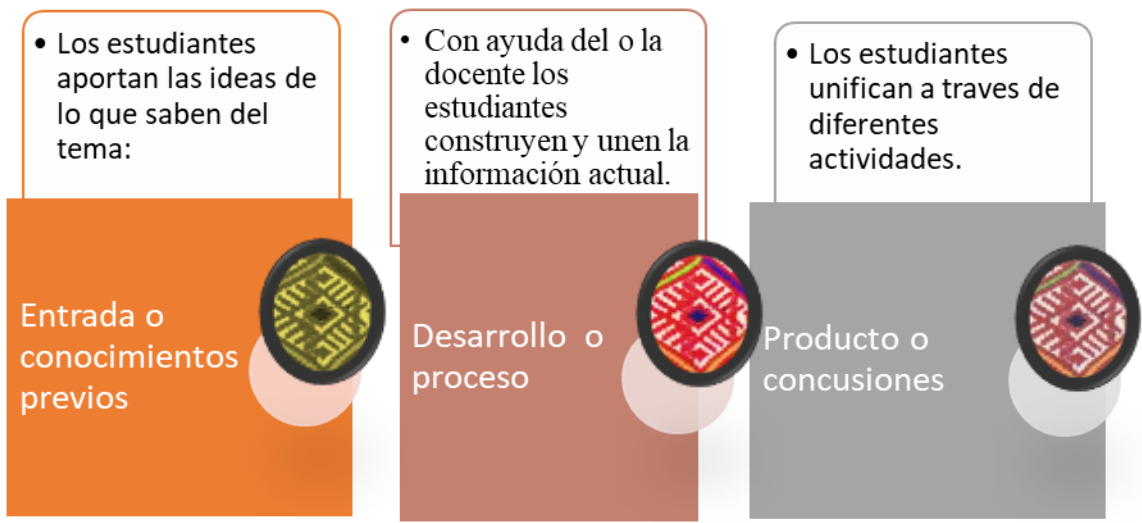 • Los estudiantes
aportan las ideas de
lo que saben del
tema:
Entrada o
conocimientos
previos
• Con ayuda del o la
docente los
estudiantes
construyen y unen la
información actual.
Desarrollo o
proceso
• Los estudiantes
unifican a traves de
diferentes
actividades.
Producto o
concusiones